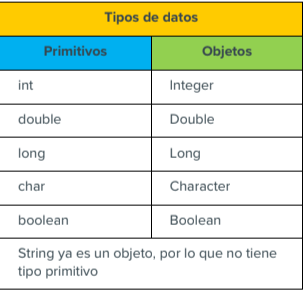 Tipos de datos
Primitivos Objetos
int Integer
double Double
long Long
char Character
boolean Boolean
String ya es un objeto, por lo que no tiene
tipo primitivo